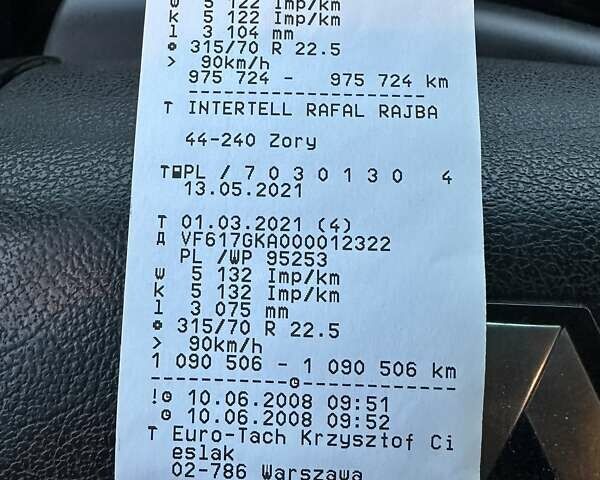 w 5 122 Imp/km
k 5 122 Imp/km
l 3 104 mm
● 315/70 R 22.5
> 90km/h
975 724 - 975 724 km
--------------------
T INTERTELL RAFAL RAJBA
44-240 Zory
T PL / 7 0 3 0 1 3 0 4
13.05.2021
T 01.03.2021 (4)
A VF617GKA000012322
PL /WP 95253
w 5 132 Imp/km
k 5 132 Imp/km
l 3 075 mm
● 315/70 R 22.5
> 90km/h
1 090 506 - 1 090 506 km
! 10.06.2008 09:51
10.06.2008 09:52
T Euro-Tach Krzysztof Ci
eslak
02-786 Warszawa